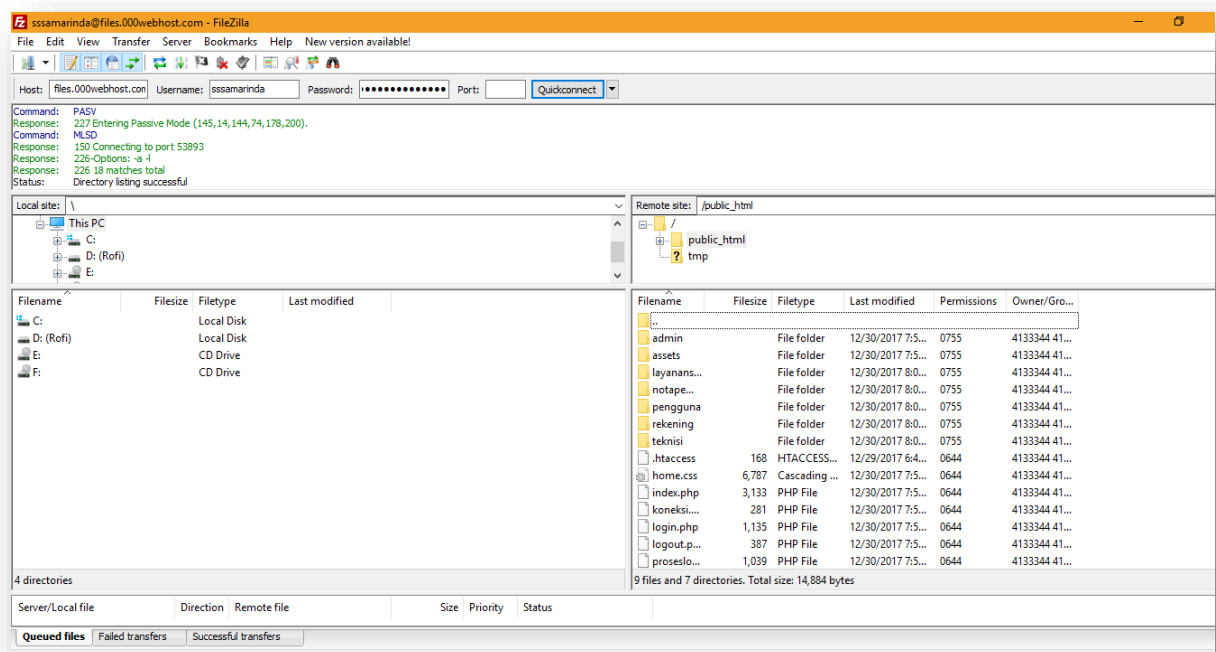 sssamarinda@files.000webhost.com - FileZilla
File Edit View Transfer Server Bookmarks Help New version available!
Host: files.000webhost.con Username: sssamarinda Password: ••••••••••••• Port: Quickconnect
Command: PASV
Response: 227 Entering Passive Mode (145,14,144,74,178,200).
Command: MLSD
Response: 150 Connecting to port 53893
Response: 226-Options: -a -l
Response: 226 18 matches total
Status: Directory listing successful
Local site: \ Remote site: /public_html
This PC /
C: public_html
D: (Rofi) ? tmp
E:
Filename Filesize Filetype Last modified Filename Filesize Filetype Last modified Permissions Owner/Gro...
C: Local Disk ..
D: (Rofi) Local Disk admin File folder 12/30/2017 7:5... 0755 4133344 41...
E: CD Drive assets File folder 12/30/2017 7:5... 0755 4133344 41...
F: CD Drive layanans... File folder 12/30/2017 8:0... 0755 4133344 41...
notape... File folder 12/30/2017 8:0... 0755 4133344 41...
pengguna File folder 12/30/2017 8:0... 0755 4133344 41...
rekening File folder 12/30/2017 8:0... 0755 4133344 41...
teknisi File folder 12/30/2017 8:0... 0755 4133344 41...
.htaccess 168 HTACCESS... 12/29/2017 6:4... 0644 4133344 41...
home.css 6,787 Cascading ... 12/30/2017 7:5... 0644 4133344 41...
index.php 3,133 PHP File 12/30/2017 7:5... 0644 4133344 41...
koneksi.... 281 PHP File 12/30/2017 7:5... 0644 4133344 41...
login.php 1,135 PHP File 12/30/2017 7:5... 0644 4133344 41...
logout.p... 387 PHP File 12/30/2017 7:5... 0644 4133344 41...
proseslo... 1,039 PHP File 12/30/2017 7:5... 0644 4133344 41...
4 directories 9 files and 7 directories. Total size: 14,884 bytes
Server/Local file Direction Remote file Size Priority Status
Queued files Failed transfers Successful transfers